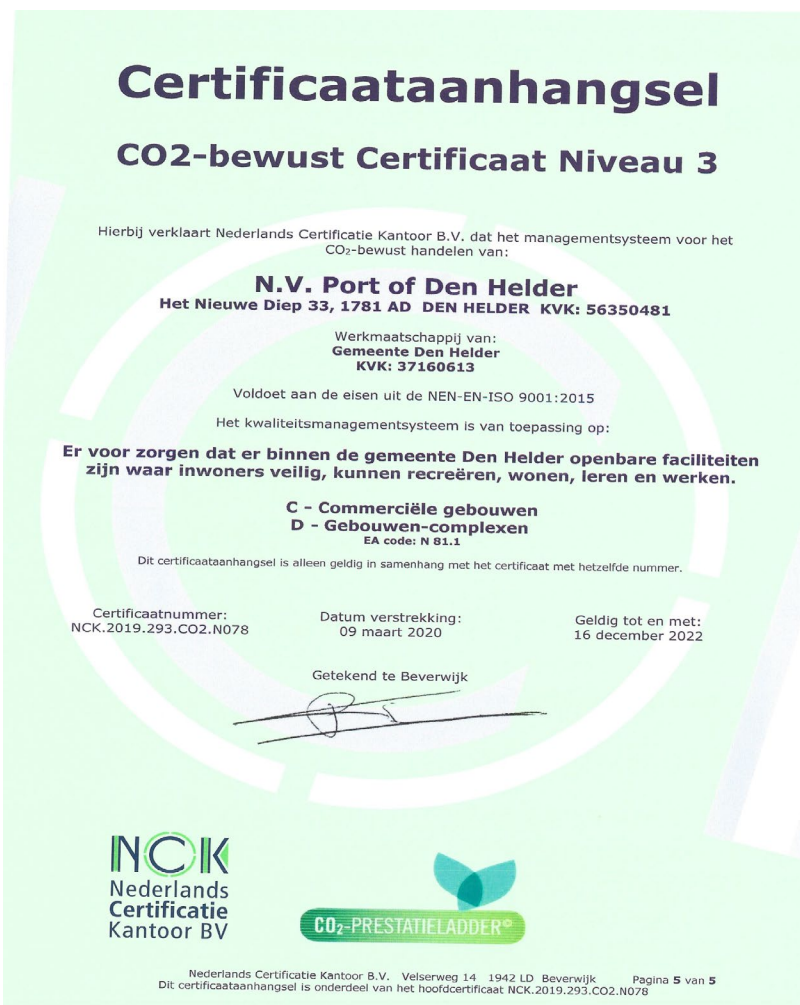 Certificaataanhangsel
CO2-bewust Certificaat Niveau 3
Hierbij verklaart Nederlands Certificatie Kantoor B.V. dat het managementsysteem voor het
CO₂-bewust handelen van:
N.V. Port of Den Helder
Het Nieuwe Diep 33, 1781 AD DEN HELDER KVK: 56350481
Werkmaatschappij van:
Gemeente Den Helder
KVK: 37160613
Voldoet aan de eisen uit de NEN-EN-ISO 9001:2015
Het kwaliteitsmanagementsysteem is van toepassing op:
Er voor zorgen dat er binnen de gemeente Den Helder openbare faciliteiten
zijn waar inwoners veilig, kunnen recreëren, wonen, leren en werken.
C - Commerciële gebouwen
D - Gebouwen-complexen
EA code: N 81.1
Dit certificaataanhangsel is alleen geldig in samenhang met het certificaat met hetzelfde nummer.
Certificaatnummer: Datum verstrekking: Geldig tot en met:
NCK.2019.293.CO2.N078 09 maart 2020 16 december 2022
Getekend te Beverwijk
NCK
Nederlands
Certificatie
Kantoor BV
CO₂-PRESTATIELADDER©
Nederlands Certificatie Kantoor B.V. Velserweg 14 1942 LD Beverwijk Pagina 5 van 5
Dit certificaataanhangsel is onderdeel van het hoofdcertificaat NCK.2019.293.CO2.N078